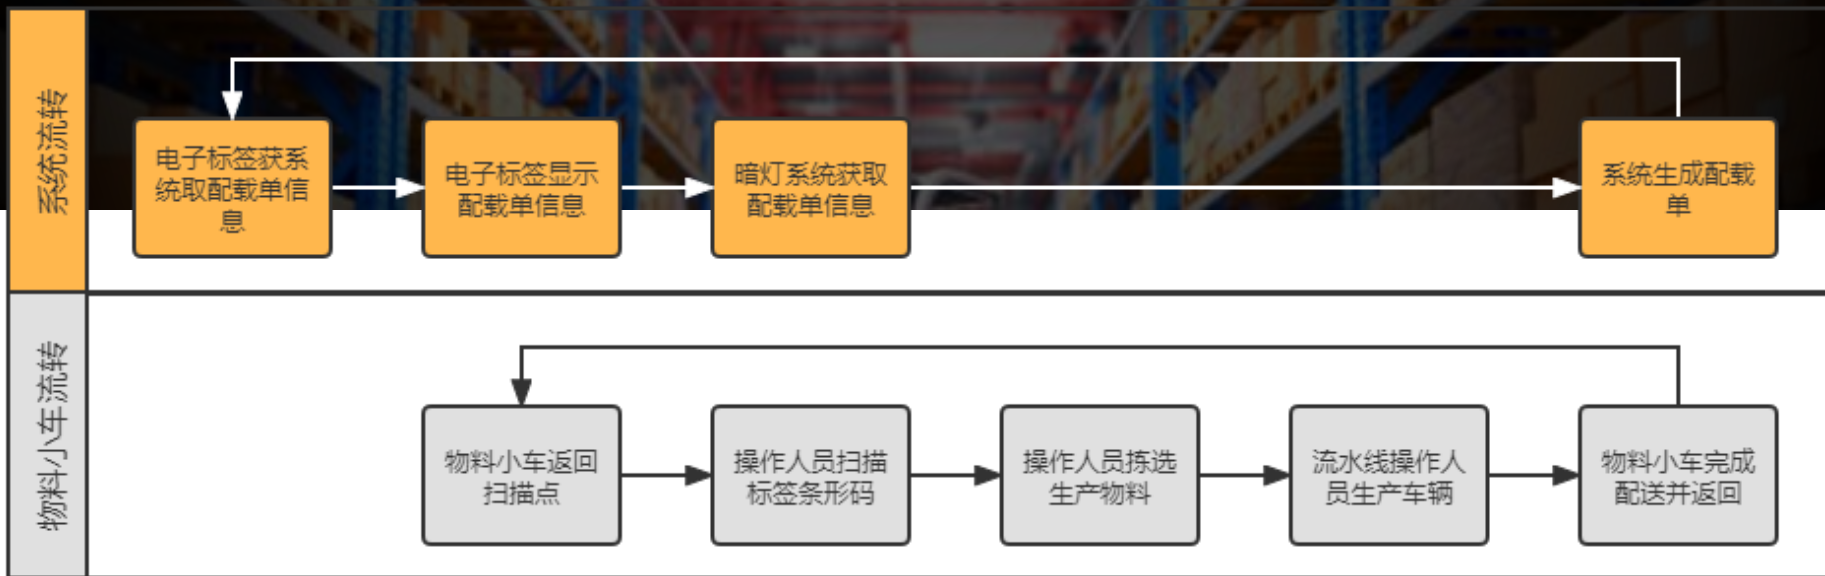 系统流转
电子标签获系
统取配载单信
息
电子标签显示
配载单信息
暗灯系统获取
配载单信息
系统生成配载
单
物料小车流转
物料小车返回
扫描点
操作人员扫描
标签条形码
操作人员拣选
生产物料
流水线操作人
员生产车辆
物料小车完成
配送并返回